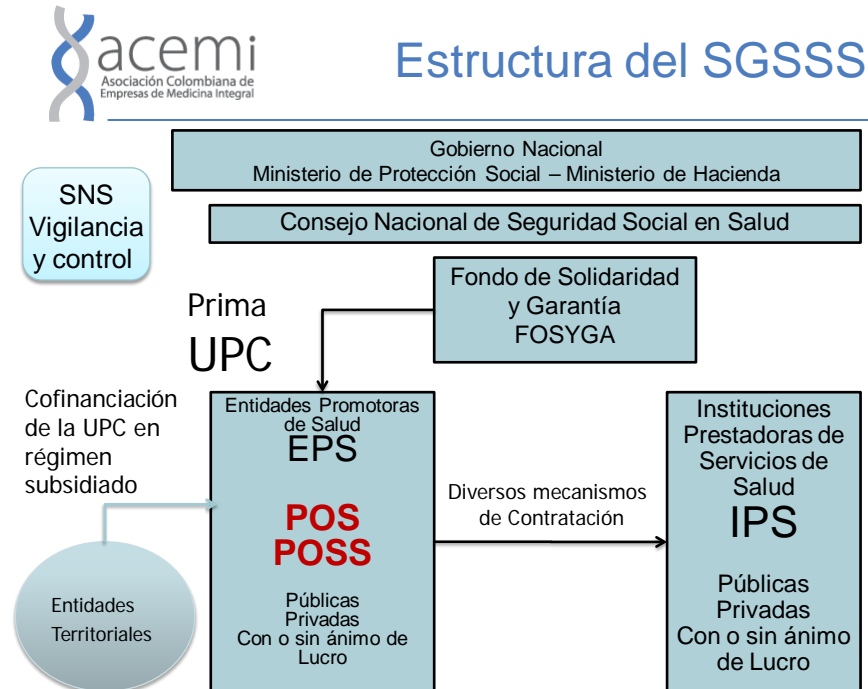 acemi
Asociación Colombiana de
Empresas de Medicina Integral
Estructura del SGSSS
Gobierno Nacional
Ministerio de Protección Social – Ministerio de Hacienda
SNS
Vigilancia
y control
Consejo Nacional de Seguridad Social en Salud
Fondo de Solidaridad
y Garantía
FOSYGA
Prima
UPC
Cofinanciación
de la UPC en
régimen
subsidiado
Entidades Promotoras
de Salud
EPS
POS
POSS
Públicas
Privadas
Con o sin ánimo de
Lucro
Diversos mecanismos
de Contratación
Instituciones
Prestadoras de
Servicios de
Salud
IPS
Públicas
Privadas
Con o sin ánimo
de Lucro
Entidades
Territoriales